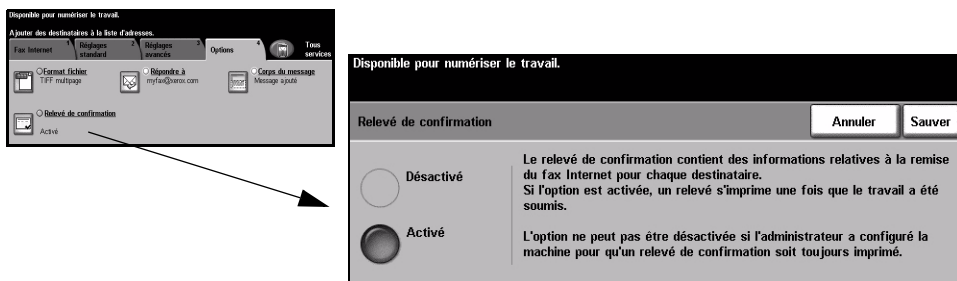 Disponible pour numériser le travail.
Ajouter des destinataires à la liste d'adresses.
Fax Internet
1 Réglages standard
2 Réglages avancés
3 Options
4
Tous services
Format fichier
TIFF multipage
Répondre à
myfax@xerox.com
Corps du message
Message ajouté
Relevé de confirmation
Activé
Disponible pour numériser le travail.
Relevé de confirmation
Annuler
Sauver
Désactivé
Activé
Le relevé de confirmation contient des informations relatives à la remise
du fax Internet pour chaque destinataire.
Si l'option est activée, un relevé s'imprime une fois que le travail a été
soumis.
L'option ne peut pas être désactivée si l'administrateur a configuré la
machine pour qu'un relevé de confirmation soit toujours imprimé.